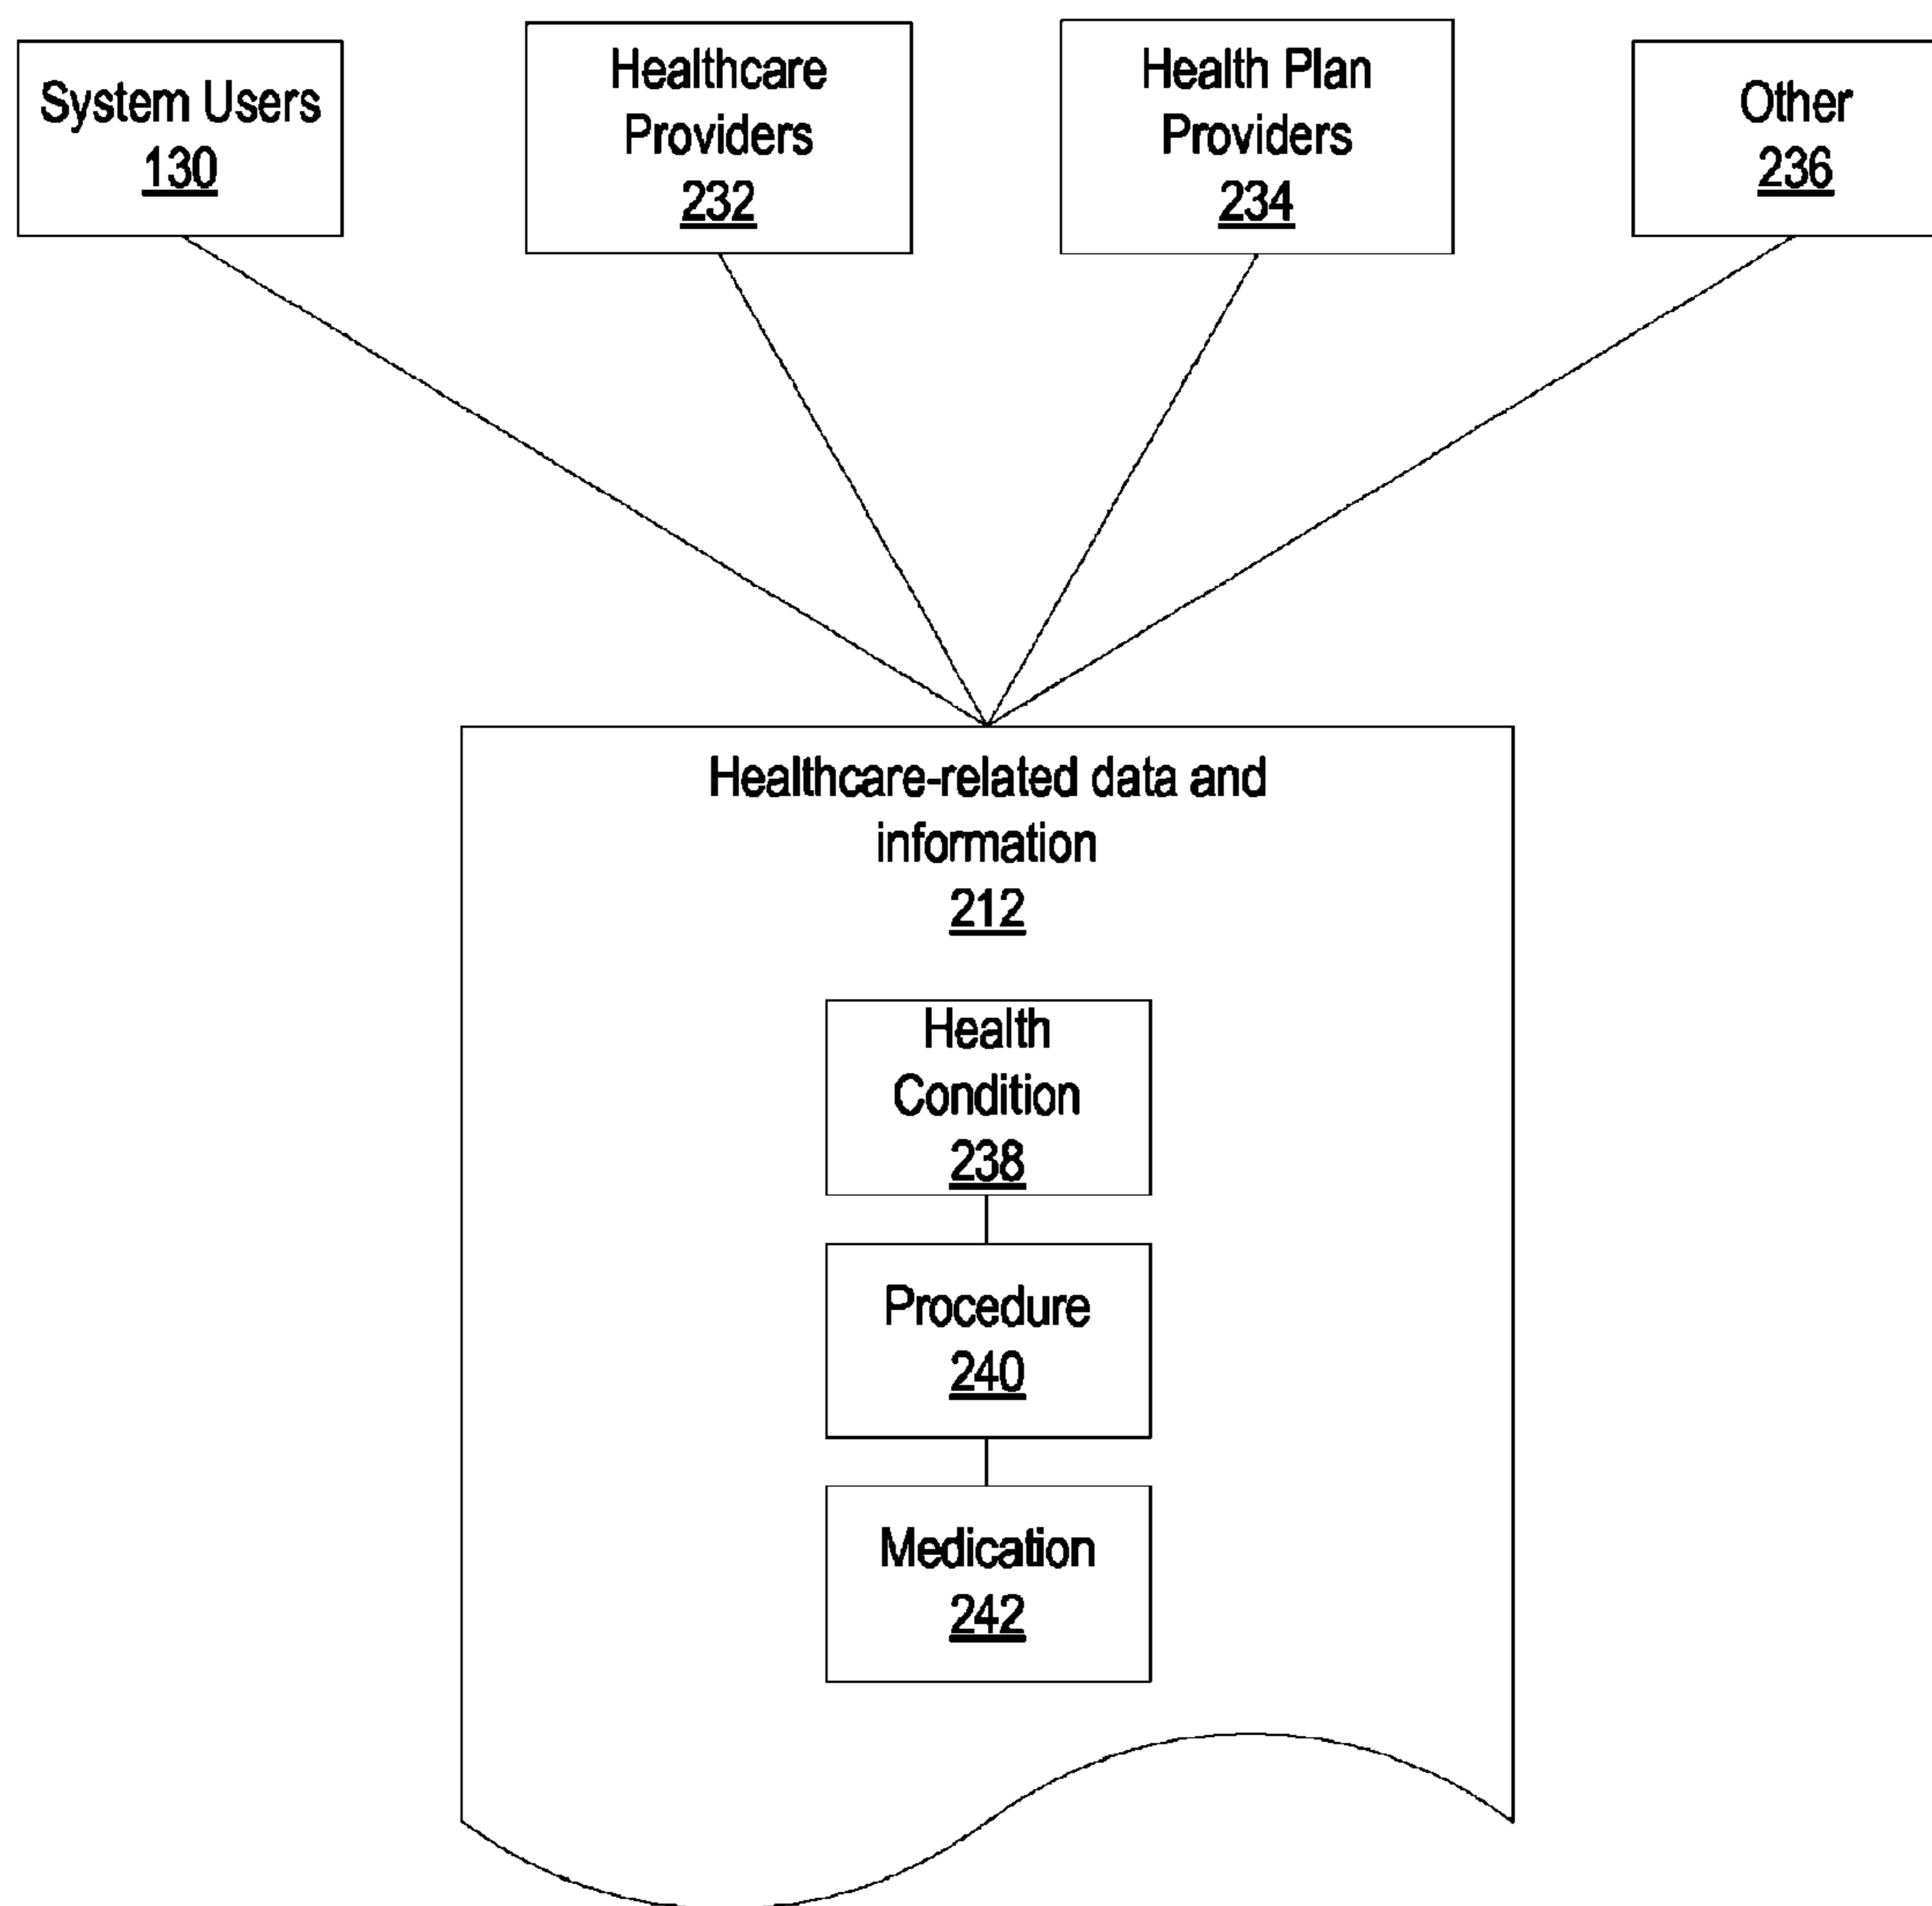 System Users
130
Healthcare
Providers
232
Health Plan
Providers
234
Other
236
Healthcare-related data and
information
212
Health
Condition
238
Procedure
240
Medication
242